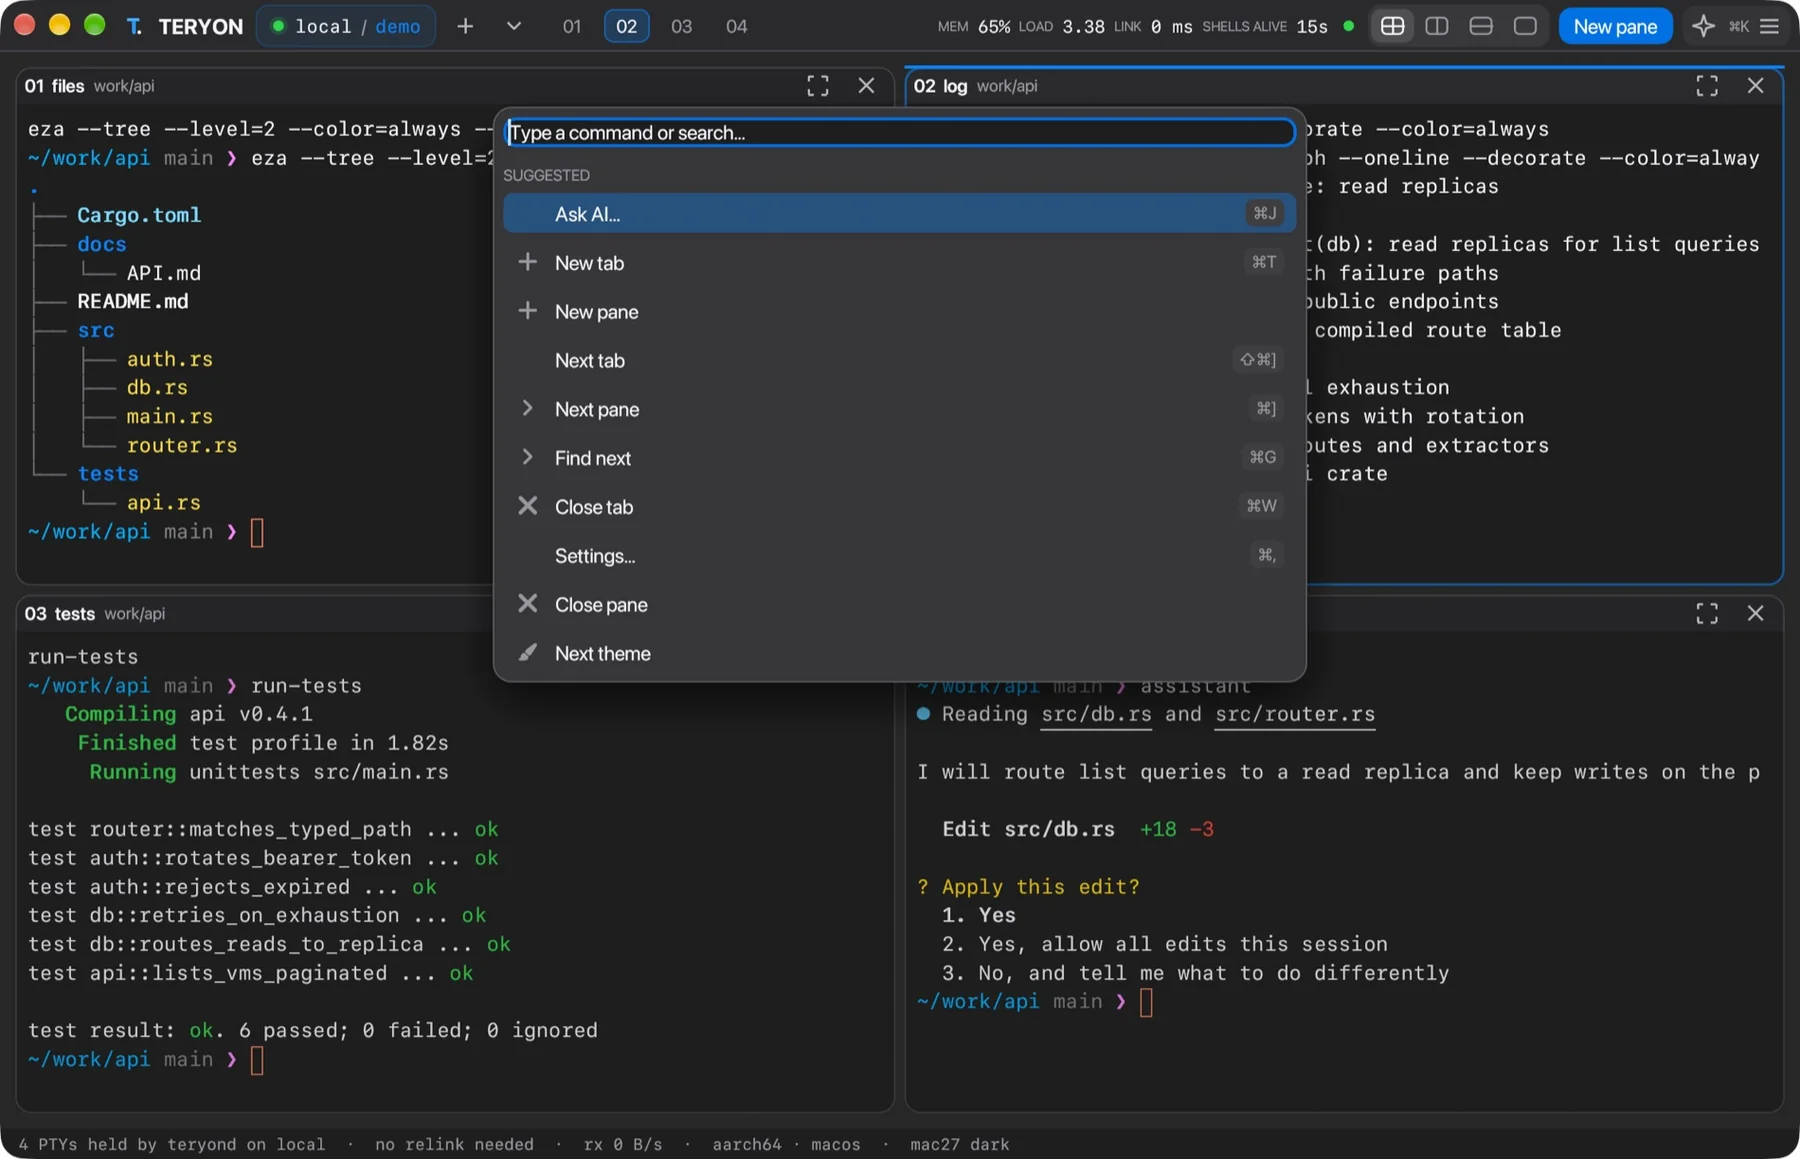 T. TERYON local / demo 01 02 03 04 MEM 65% LOAD 3.38 LINK 0 ms SHELLS ALIVE 15s New pane ⌘K
01 files work/api
eza --tree --level=2 --color=always --
~/work/api main ❯ eza --tree --level=2
.
Cargo.toml
docs
API.md
README.md
src
auth.rs
db.rs
main.rs
router.rs
tests
api.rs
~/work/api main ❯
02 log work/api
orate --color=always
ph --oneline --decorate --color=alway
e: read replicas
t(db): read replicas for list queries
th failure paths
public endpoints
compiled route table
l exhaustion
kens with rotation
outes and extractors
i crate
Type a command or search...
SUGGESTED
Ask AI... ⌘J
New tab ⌘T
New pane
Next tab ⇧⌘]
Next pane ⌘]
Find next ⌘G
Close tab ⌘W
Settings... ⌘,
Close pane
Next theme
03 tests work/api
run-tests
~/work/api main ❯ run-tests
Compiling api v0.4.1
Finished test profile in 1.82s
Running unittests src/main.rs
test router::matches_typed_path ... ok
test auth::rotates_bearer_token ... ok
test auth::rejects_expired ... ok
test db::retries_on_exhaustion ... ok
test db::routes_reads_to_replica ... ok
test api::lists_vms_paginated ... ok
test result: ok. 6 passed; 0 failed; 0 ignored
~/work/api main ❯
~/work/api main ❯ assistant
● Reading src/db.rs and src/router.rs
I will route list queries to a read replica and keep writes on the p
Edit src/db.rs +18 −3
? Apply this edit?
1. Yes
2. Yes, allow all edits this session
3. No, and tell me what to do differently
~/work/api main ❯
4 PTYs held by teryond on local · no relink needed · rx 0 B/s · aarch64 · macos · mac27 dark